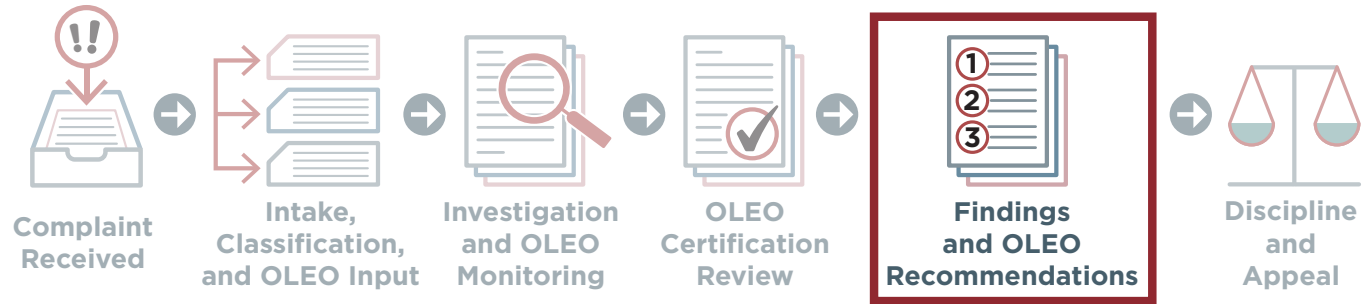 !!
Complaint
Received
Intake,
Classification,
and OLEO Input
Investigation
and OLEO
Monitoring
OLEO
Certification
Review
1
2
3
Findings
and OLEO
Recommendations
Discipline
and
Appeal